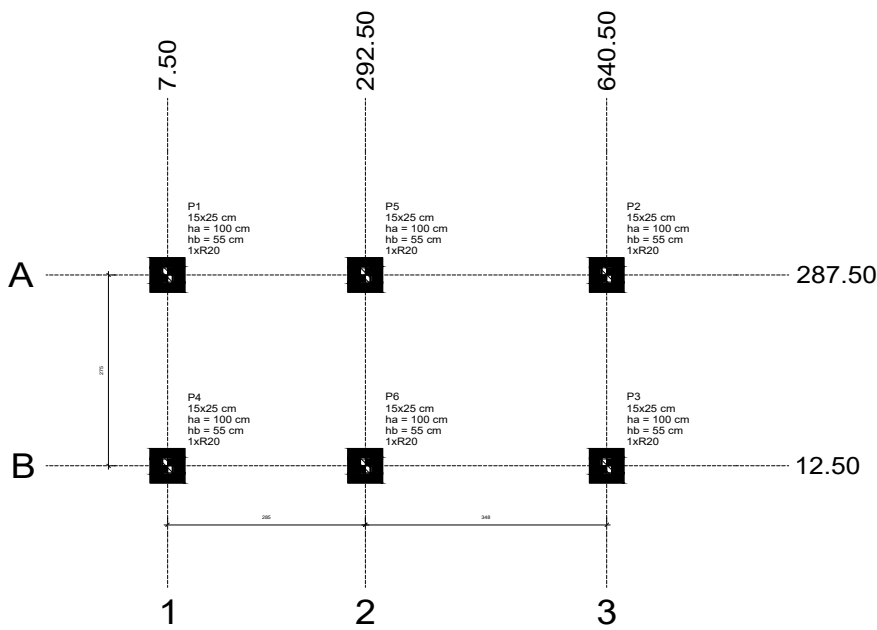 7.50
292.50
640.50
P1
15x25 cm
ha = 100 cm
hb = 55 cm
1xR20
P5
15x25 cm
ha = 100 cm
hb = 55 cm
1xR20
P2
15x25 cm
ha = 100 cm
hb = 55 cm
1xR20
A
287.50
275
P4
15x25 cm
ha = 100 cm
hb = 55 cm
1xR20
P6
15x25 cm
ha = 100 cm
hb = 55 cm
1xR20
P3
15x25 cm
ha = 100 cm
hb = 55 cm
1xR20
B
12.50
285
348
1
2
3